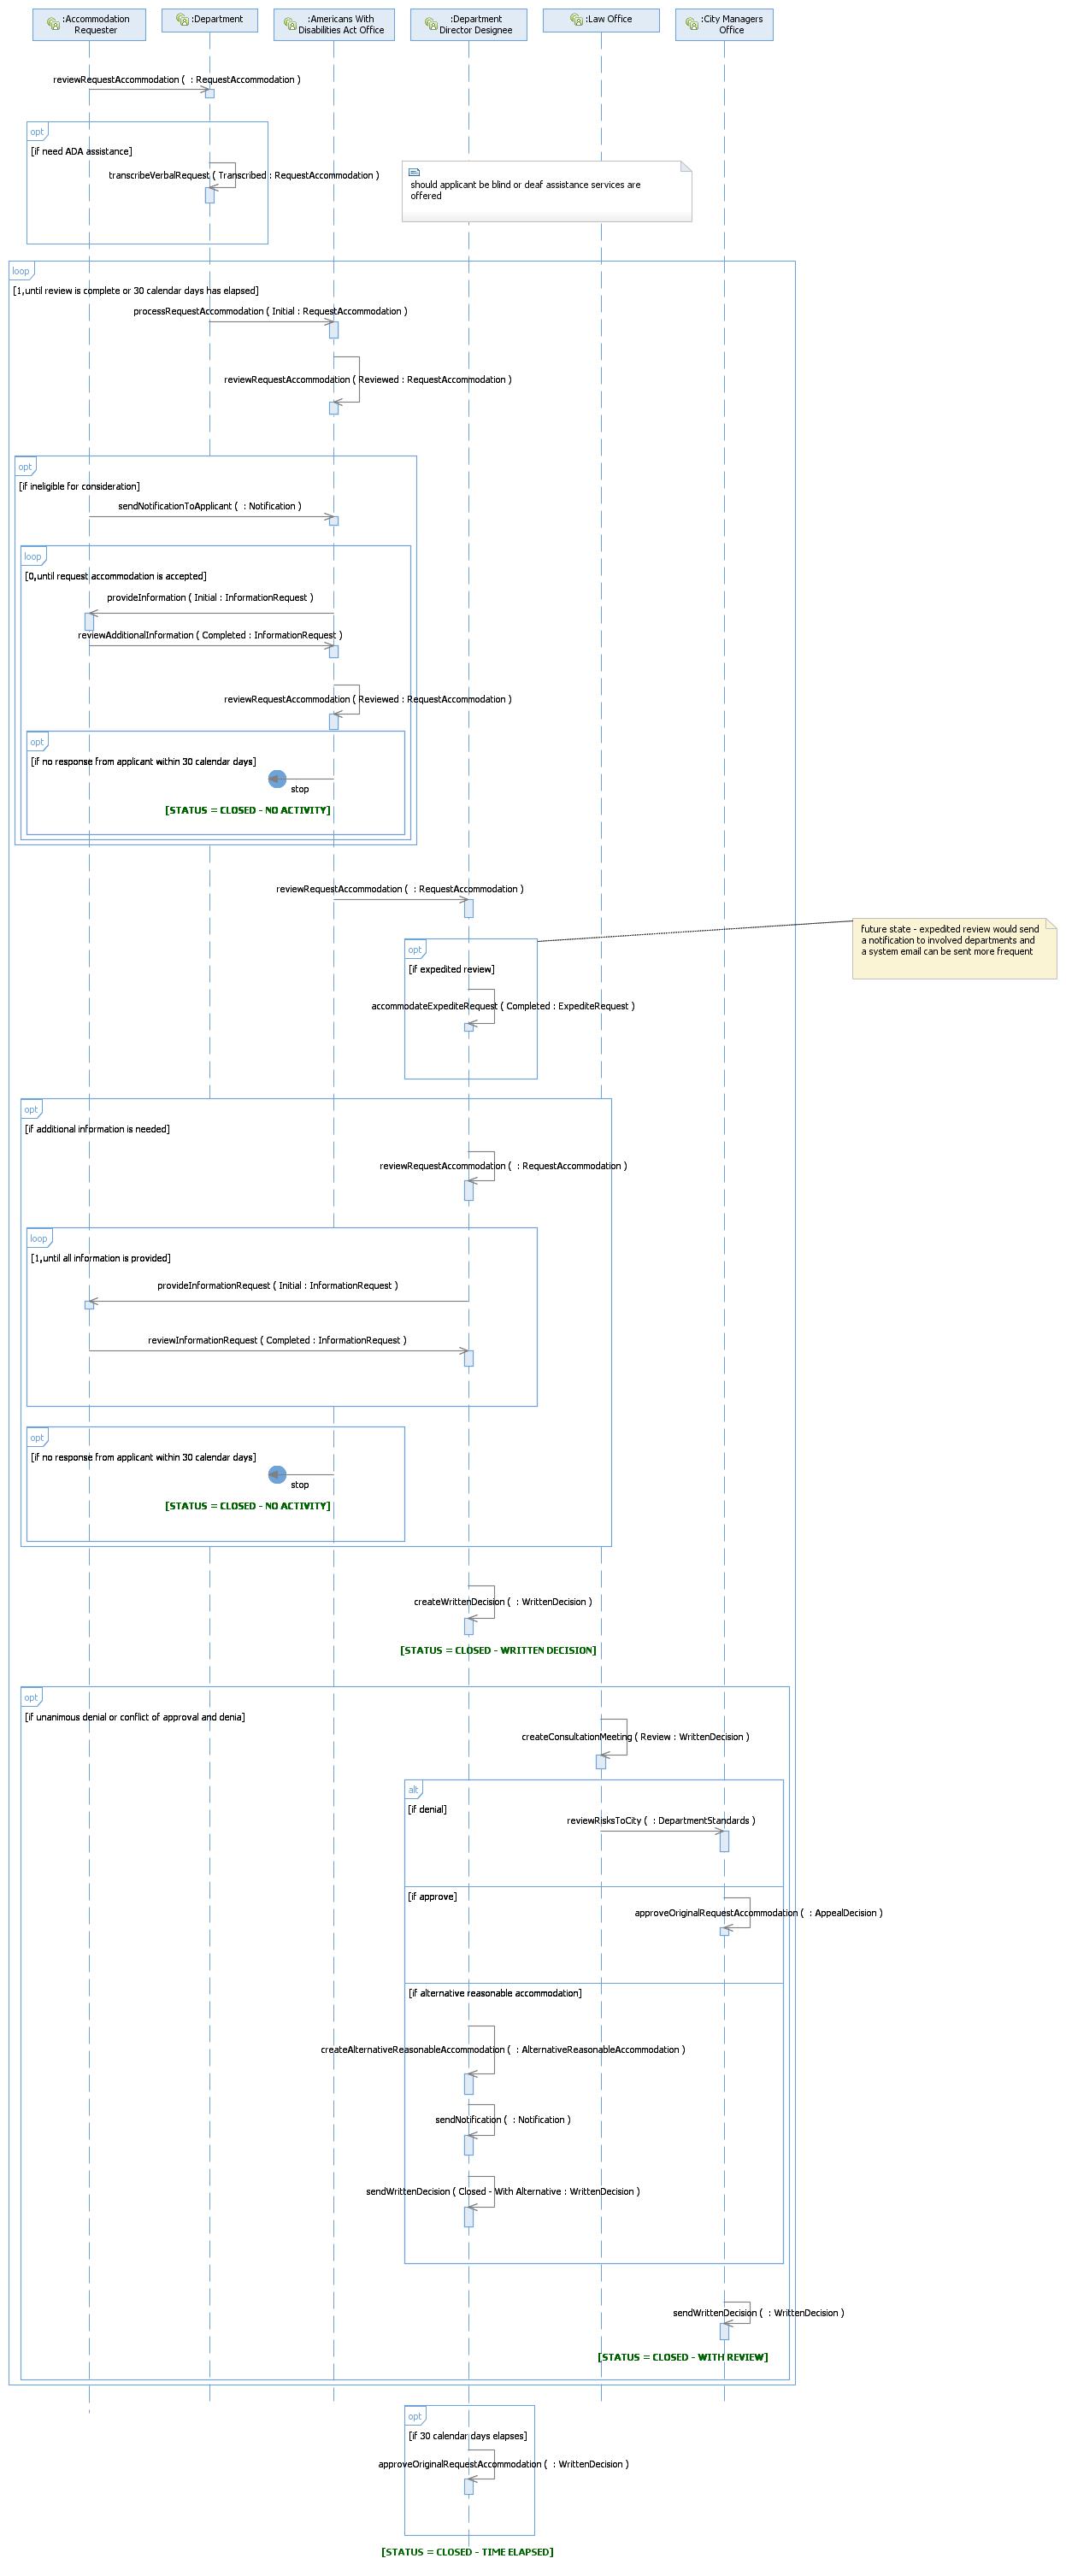 :Accommodation
Requester
:Department
:Americans With
Disabilities Act Office
:Department
Director Designee
:Law Office
:City Managers
Office
reviewRequestAccommodation (  : RequestAccommodation )
opt
[if need ADA assistance]
transcribeVerbalRequest ( Transcribed : RequestAccommodation )
should applicant be blind or deaf assistance services are
offered
loop
[1,until review is complete or 30 calendar days has elapsed]
processRequestAccommodation ( Initial : RequestAccommodation )
reviewRequestAccommodation ( Reviewed : RequestAccommodation )
opt
[if ineligible for consideration]
sendNotificationToApplicant (  : Notification )
loop
[0,until request accommodation is accepted]
provideInformation ( Initial : InformationRequest )
reviewAdditionalInformation ( Completed : InformationRequest )
reviewRequestAccommodation ( Reviewed : RequestAccommodation )
opt
[if no response from applicant within 30 calendar days]
stop
[STATUS = CLOSED - NO ACTIVITY]
reviewRequestAccommodation (  : RequestAccommodation )
future state - expedited review would send
a notification to involved departments and
a system email can be sent more frequent
opt
[if expedited review]
accommodateExpediteRequest ( Completed : ExpediteRequest )
opt
[if additional information is needed]
reviewRequestAccommodation (  : RequestAccommodation )
loop
[1,until all information is provided]
provideInformationRequest ( Initial : InformationRequest )
reviewInformationRequest ( Completed : InformationRequest )
opt
[if no response from applicant within 30 calendar days]
stop
[STATUS = CLOSED - NO ACTIVITY]
createWrittenDecision (  : WrittenDecision )
[STATUS = CLOSED - WRITTEN DECISION]
opt
[if unanimous denial or conflict of approval and denia]
createConsultationMeeting ( Review : WrittenDecision )
alt
[if denial]
reviewRisksToCity (  : DepartmentStandards )
[if approve]
approveOriginalRequestAccommodation (  : AppealDecision )
[if alternative reasonable accommodation]
createAlternativeReasonableAccommodation (  : AlternativeReasonableAccommodation )
sendNotification (  : Notification )
sendWrittenDecision ( Closed - With Alternative : WrittenDecision )
sendWrittenDecision (  : WrittenDecision )
[STATUS = CLOSED - WITH REVIEW]
opt
[if 30 calendar days elapses]
approveOriginalRequestAccommodation (  : WrittenDecision )
[STATUS = CLOSED - TIME ELAPSED]